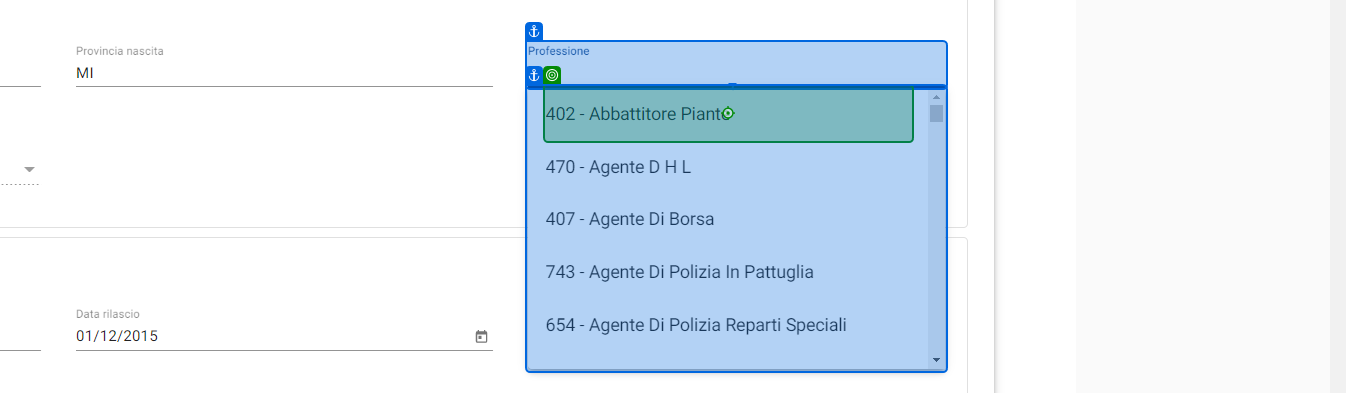 Provincia nascita
MI
Professione
402 - Abbattitore Piante
470 - Agente D H L
407 - Agente Di Borsa
743 - Agente Di Polizia In Pattuglia
654 - Agente Di Polizia Reparti Speciali
Data rilascio
01/12/2015